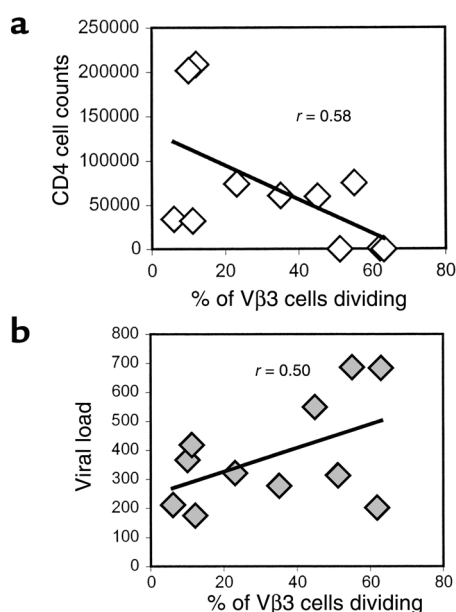 a
250000
200000
150000
100000
50000
0
CD4 cell counts
r = 0.58
0 20 40 60 80
% of Vβ3 cells dividing
b
800
700
600
500
400
300
200
100
0
Viral load
r = 0.50
0 20 40 60 80
% of Vβ3 cells dividing